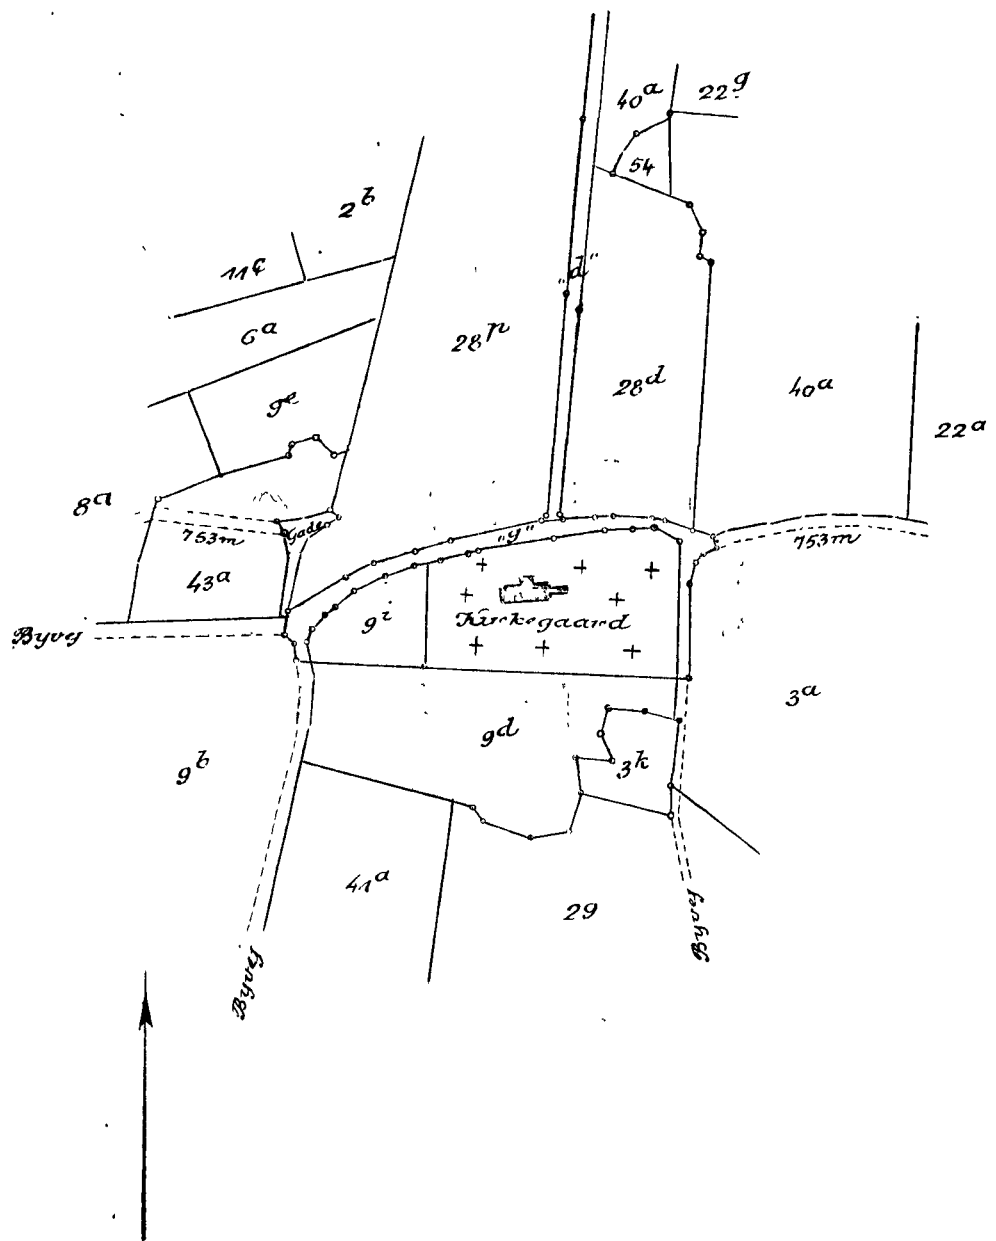 40a
22g
54
2b
11c
6a
"d"
28p
9e
28d
40a
22a
8a
753m
Gade
"g"
753m
43a
9i
Kirkegaard
Byvej
3a
9d
9b
3k
41a
29
Byvej
Byvej